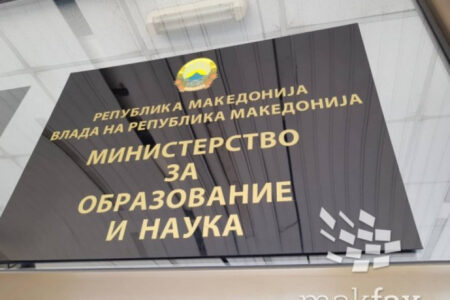 РЕПУБЛИКА МАКЕДОНИЈА
ВЛАДА НА РЕПУБЛИКА МАКЕДОНИЈА
МИНИСТЕРСТВО
ЗА
ОБРАЗОВАНИЕ
И НАУКА
makfax